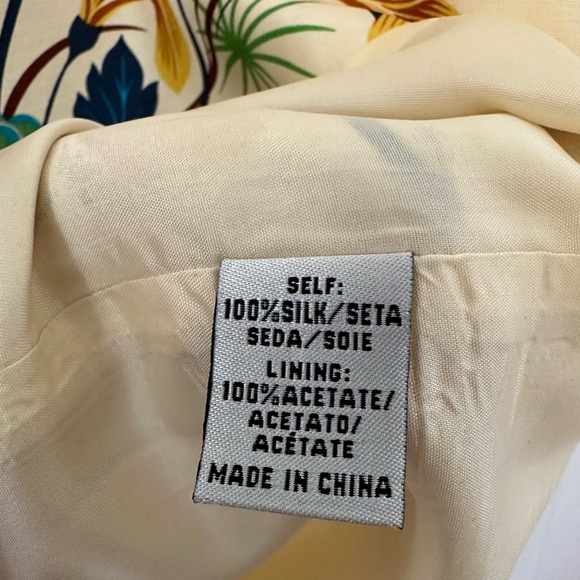 SELF:
100%SILK/SETA
SEDA/SOIE
LINING:
100%ACETATE/
ACETATO/
ACÉTATE
MADE IN CHINA